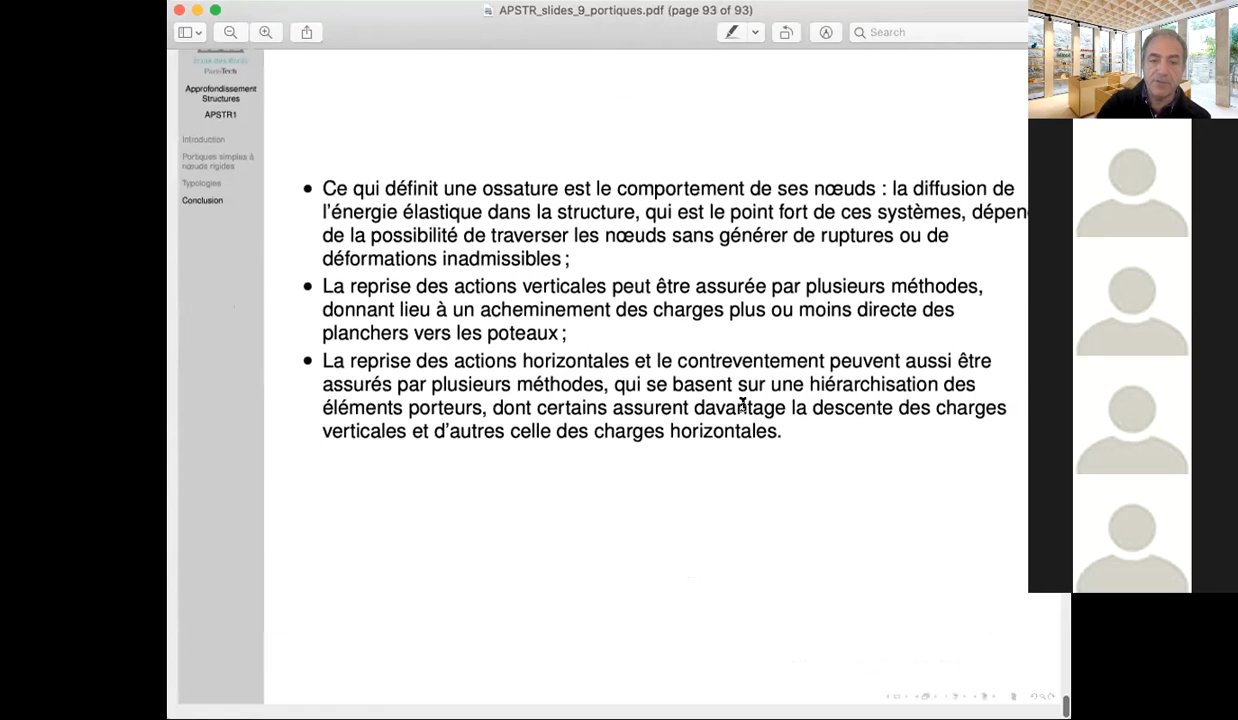 APSTR_slides_9_portiques.pdf (page 93 of 93)
Search
ParisTech
Approfondissement
Structures
APSTR1
Introduction
Portiques simples à
nœuds rigides
Typologies
Conclusion
• Ce qui définit une ossature est le comportement de ses nœuds : la diffusion de
l'énergie élastique dans la structure, qui est le point fort de ces systèmes, dépen
de la possibilité de traverser les nœuds sans générer de ruptures ou de
déformations inadmissibles ;
• La reprise des actions verticales peut être assurée par plusieurs méthodes,
donnant lieu à un acheminement des charges plus ou moins directe des
planchers vers les poteaux ;
• La reprise des actions horizontales et le contreventement peuvent aussi être
assurés par plusieurs méthodes, qui se basent sur une hiérarchisation des
éléments porteurs, dont certains assurent davantage la descente des charges
verticales et d'autres celle des charges horizontales.